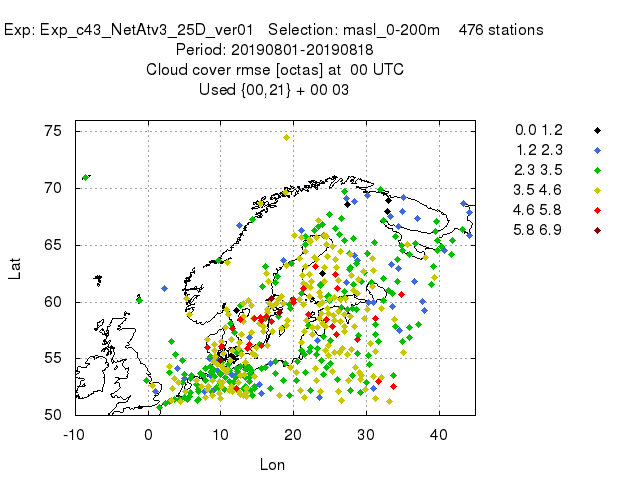 Exp: Exp_c43_NetAtv3_25D_ver01 Selection: masl_0-200m 476 stations
Period: 20190801-20190818
Cloud cover rmse [octas] at 00 UTC
Used {00,21} + 00 03
0.0 1.2
1.2 2.3
2.3 3.5
3.5 4.6
4.6 5.8
5.8 6.9
75
70
65
60
55
50
Lat
-10 0 10 20 30 40
Lon